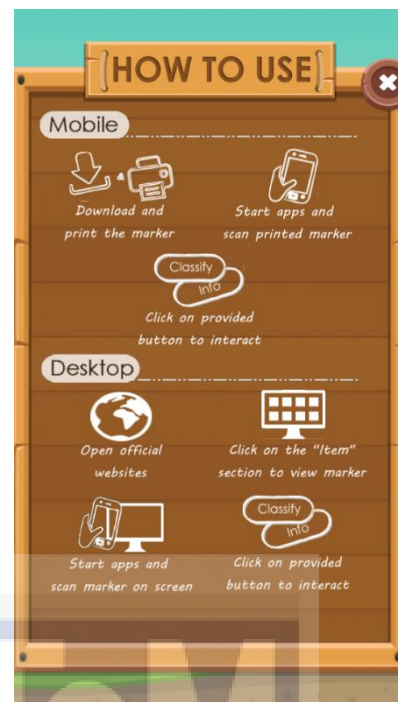 HOW TO USE
Mobile
Download and
print the marker
Start apps and
scan printed marker
Classify
Info
Click on provided
button to interact
Desktop
Open official
websites
Click on the "Item"
section to view marker
Start apps and
scan marker on screen
Classify
Info
Click on provided
button to interact